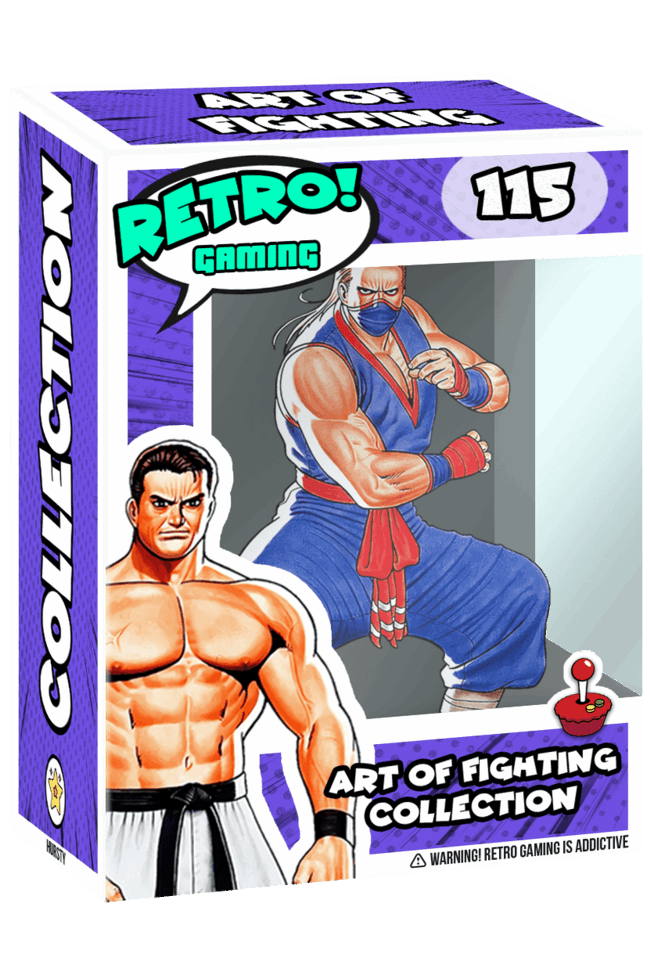 ART OF
FIGHTING
COLLECTION
HURSTY
RETRO!
GAMING
115
ART OF FIGHTING
COLLECTION
WARNING! RETRO GAMING IS ADDICTIVE